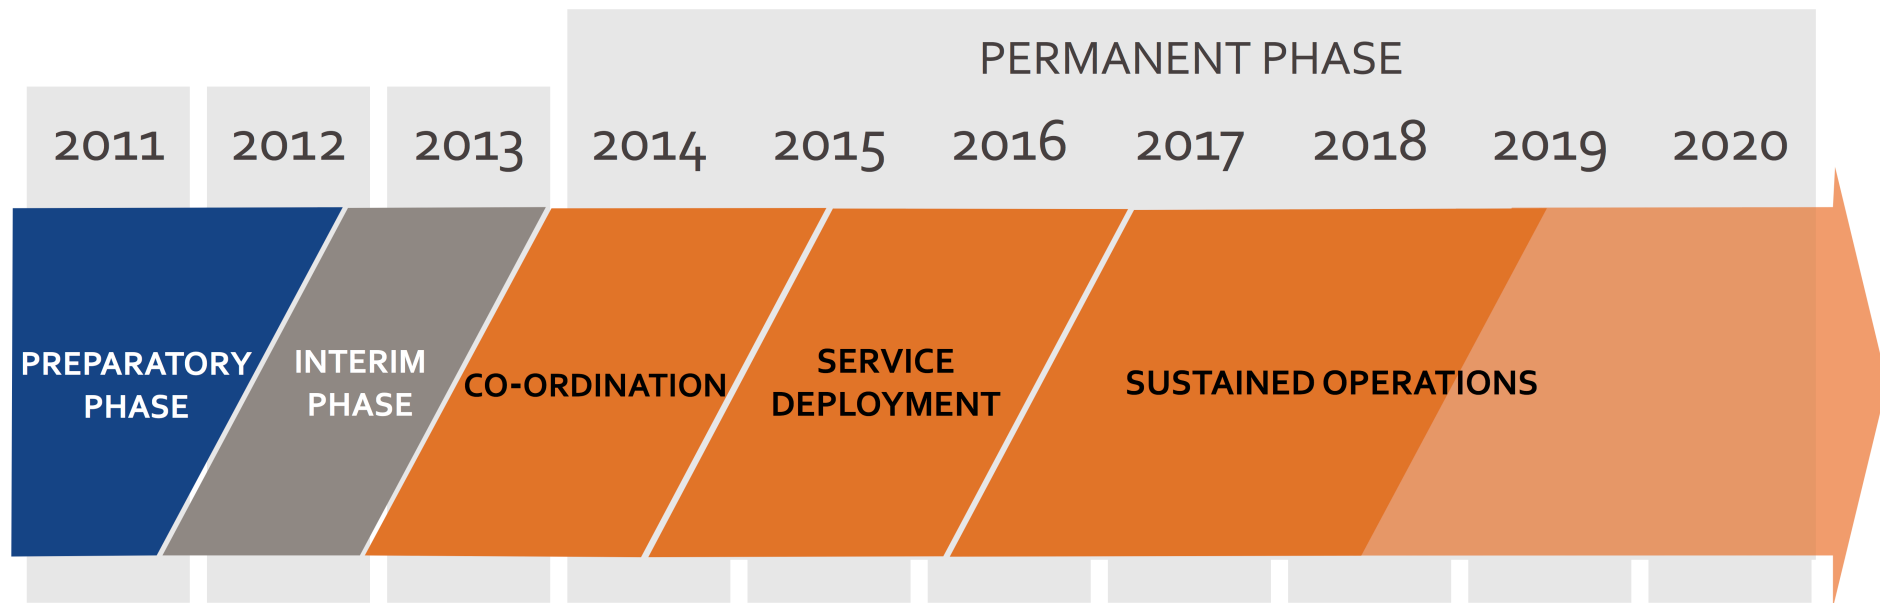 PERMANENT PHASE
2011 2012 2013 2014 2015 2016 2017 2018 2019 2020
PREPARATORY
PHASE
INTERIM
PHASE
CO-ORDINATION
SERVICE
DEPLOYMENT
SUSTAINED OPERATIONS